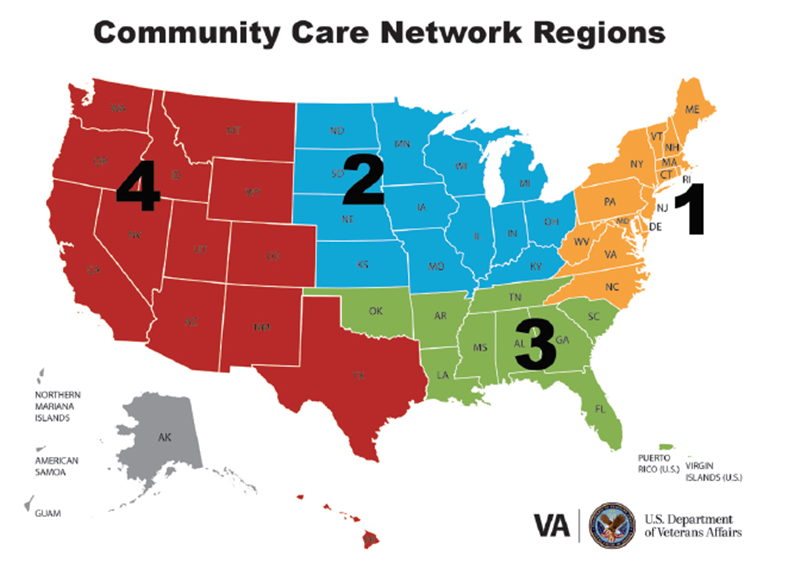 Community Care Network Regions
WA
MT
ND
MN
ME
VT
NH
OR
ID
SD
WI
NY
MA
CT
RI
4
2
1
MI
WY
IA
PA
NJ
NE
OH
MD
DE
NV
UT
CO
IL
IN
WV
VA
CA
KS
MO
KY
NC
AZ
NM
OK
AR
TN
SC
3
MS
AL
GA
TX
LA
FL
NORTHERN
MARIANA
ISLANDS
AK
AMERICAN
SAMOA
GUAM
PUERTO
RICO (U.S.)
VIRGIN
ISLANDS (U.S.)
VA
U.S. Department
of Veterans Affairs